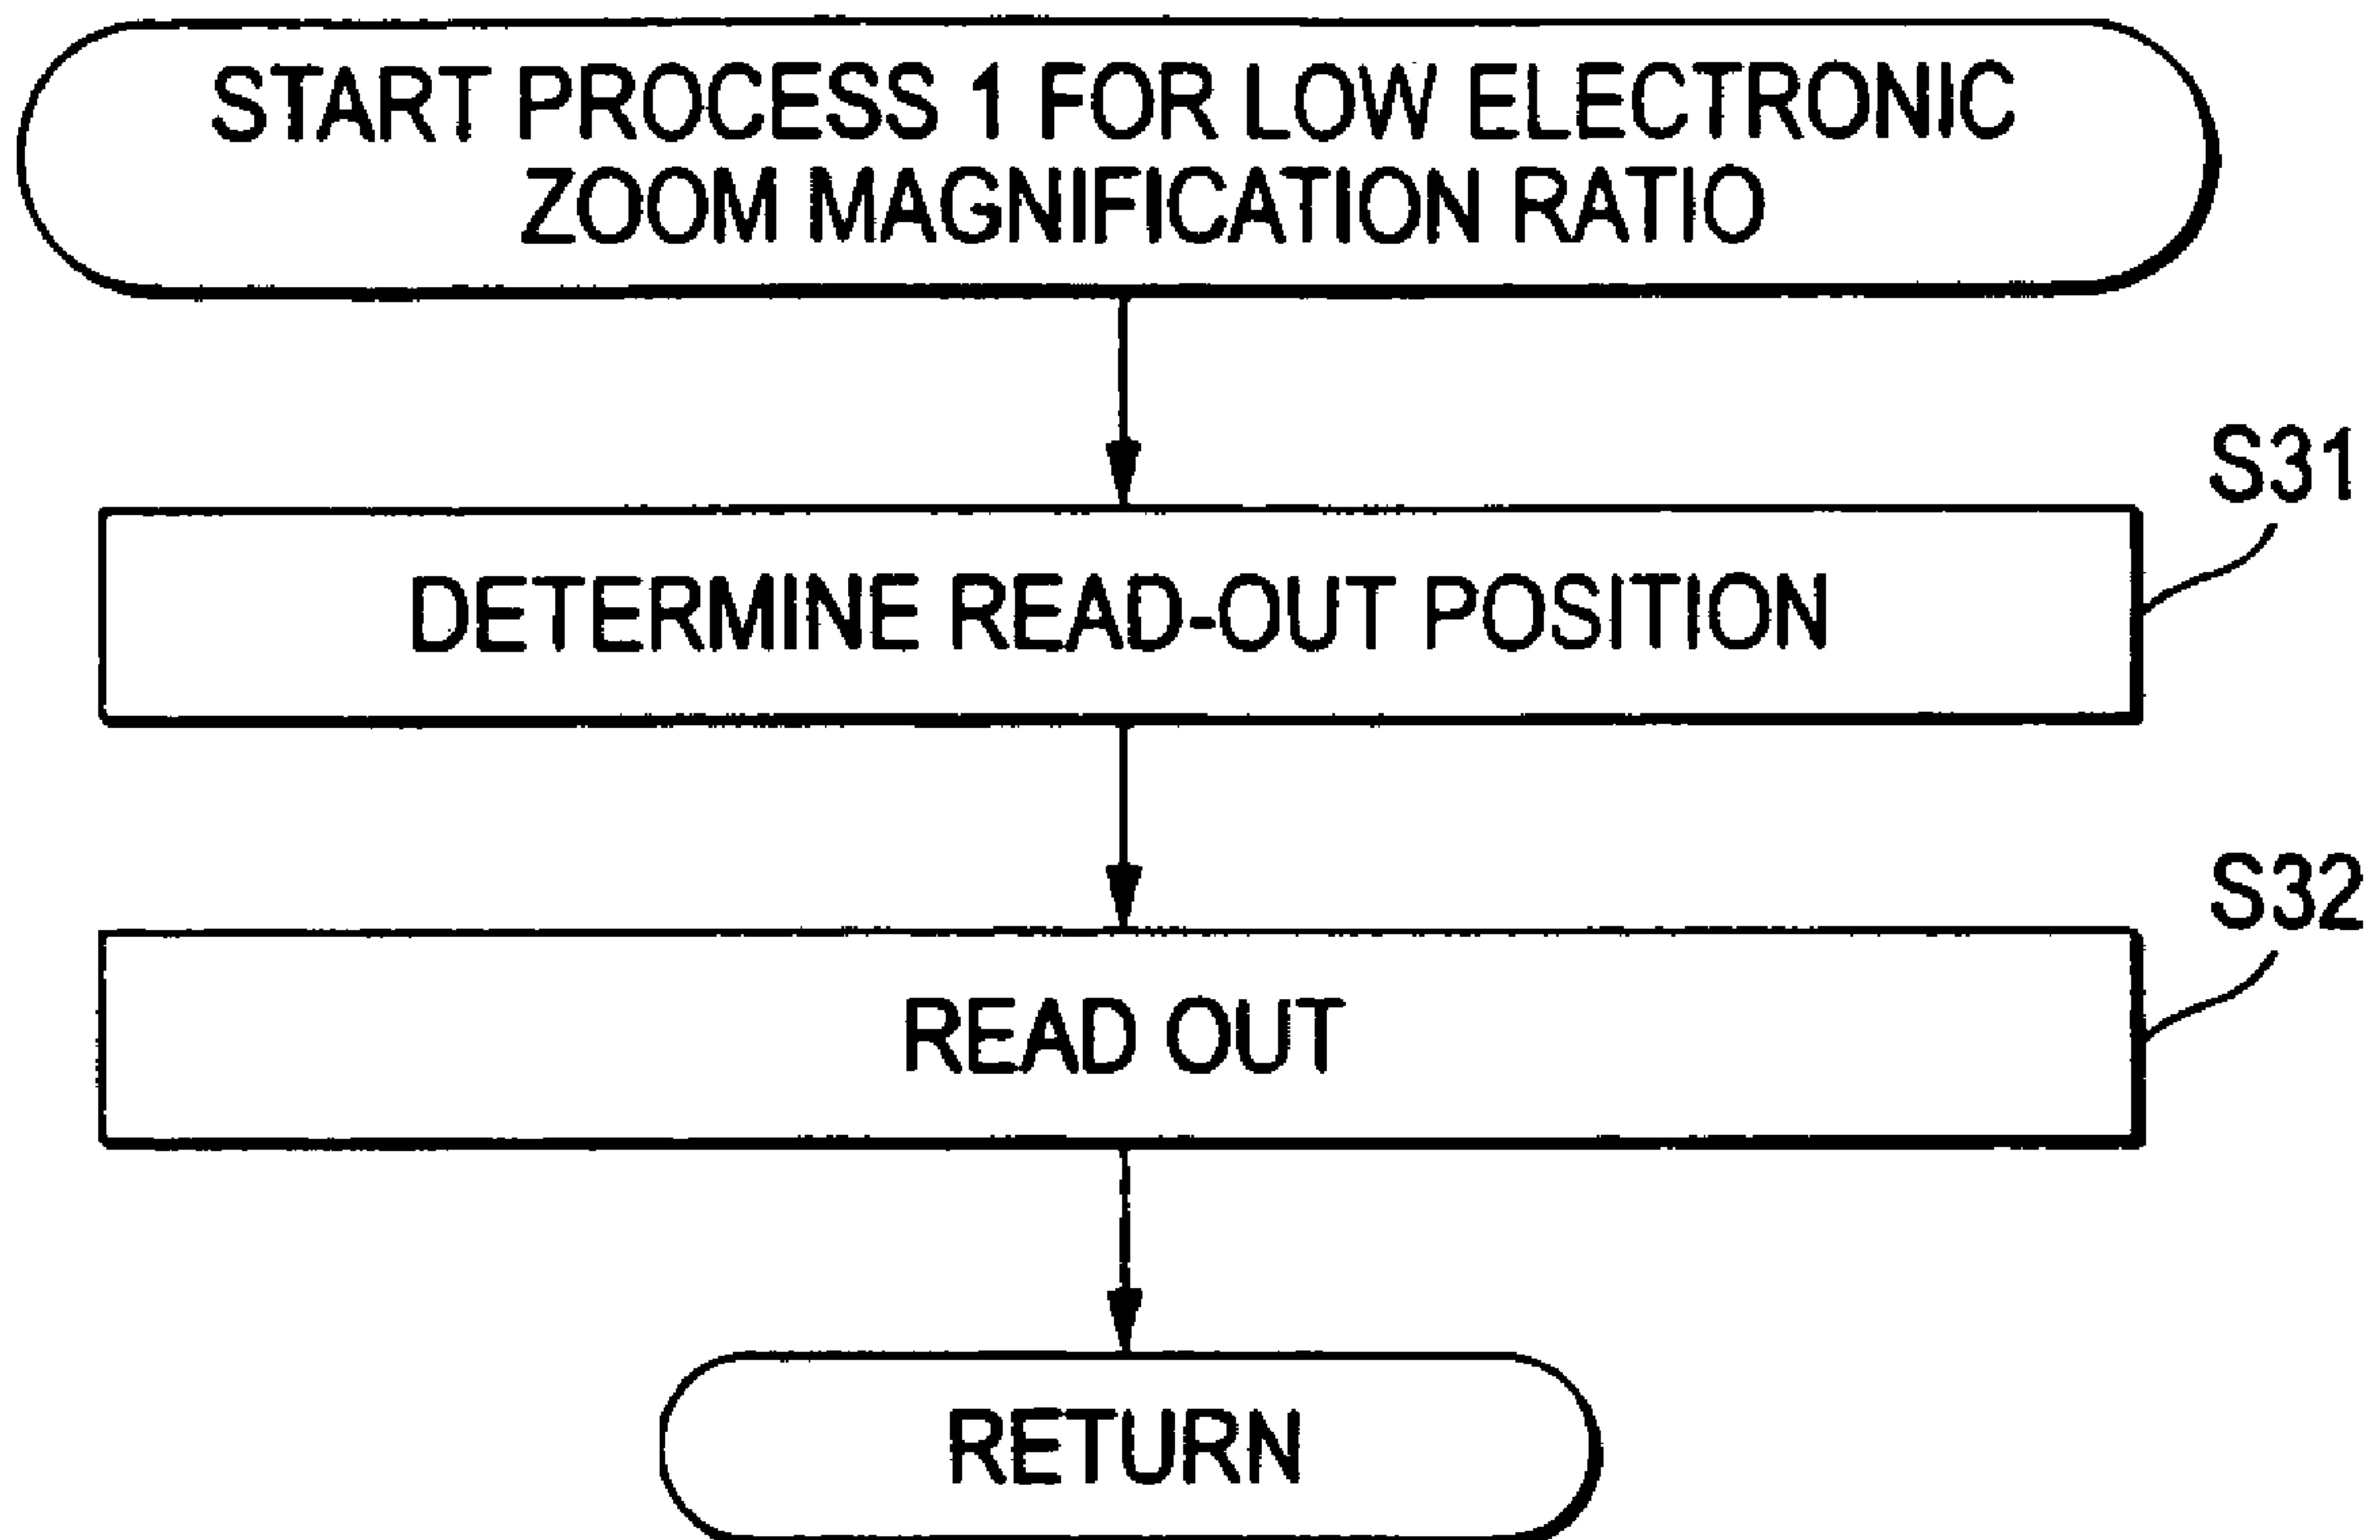 START PROCESS 1 FOR LOW ELECTRONIC
ZOOM MAGNIFICATION RATIO
S31
DETERMINE READ-OUT POSITION
S32
READ OUT
RETURN